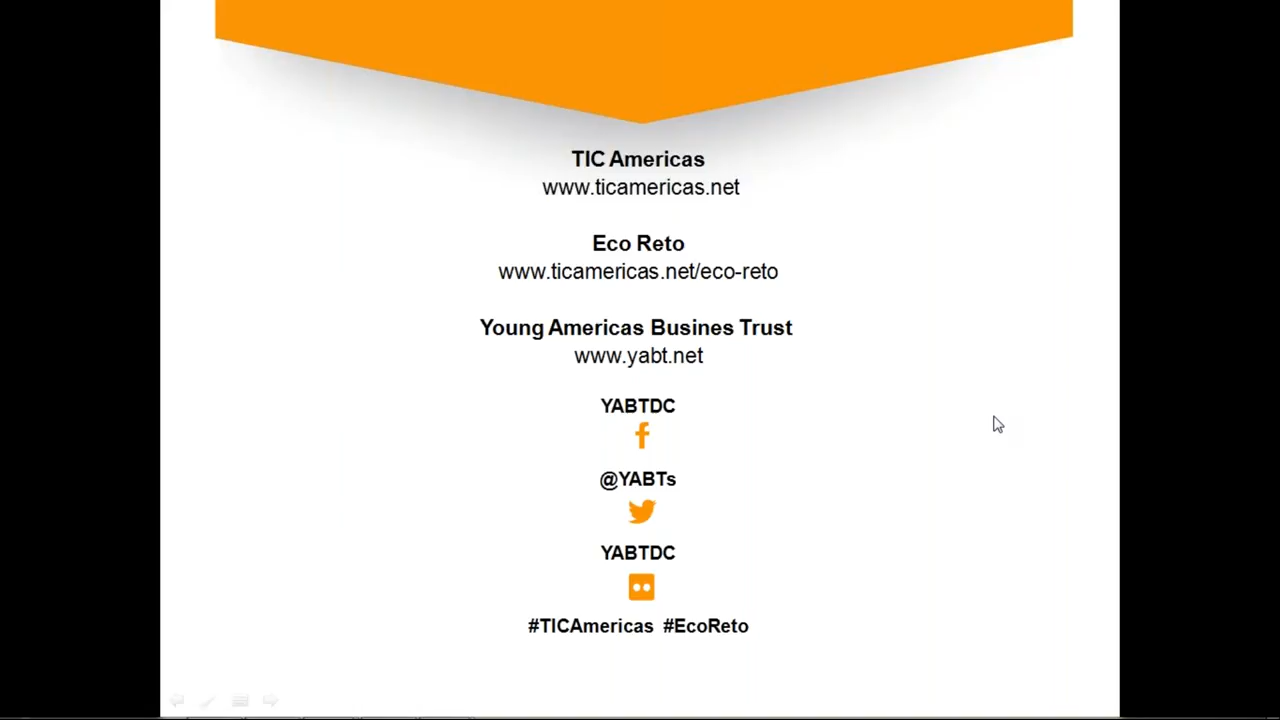 TIC Americas
www.ticamericas.net
Eco Reto
www.ticamericas.net/eco-reto
Young Americas Busines Trust
www.yabt.net
YABTDC
@YABTs
YABTDC
#TICAmericas #EcoReto